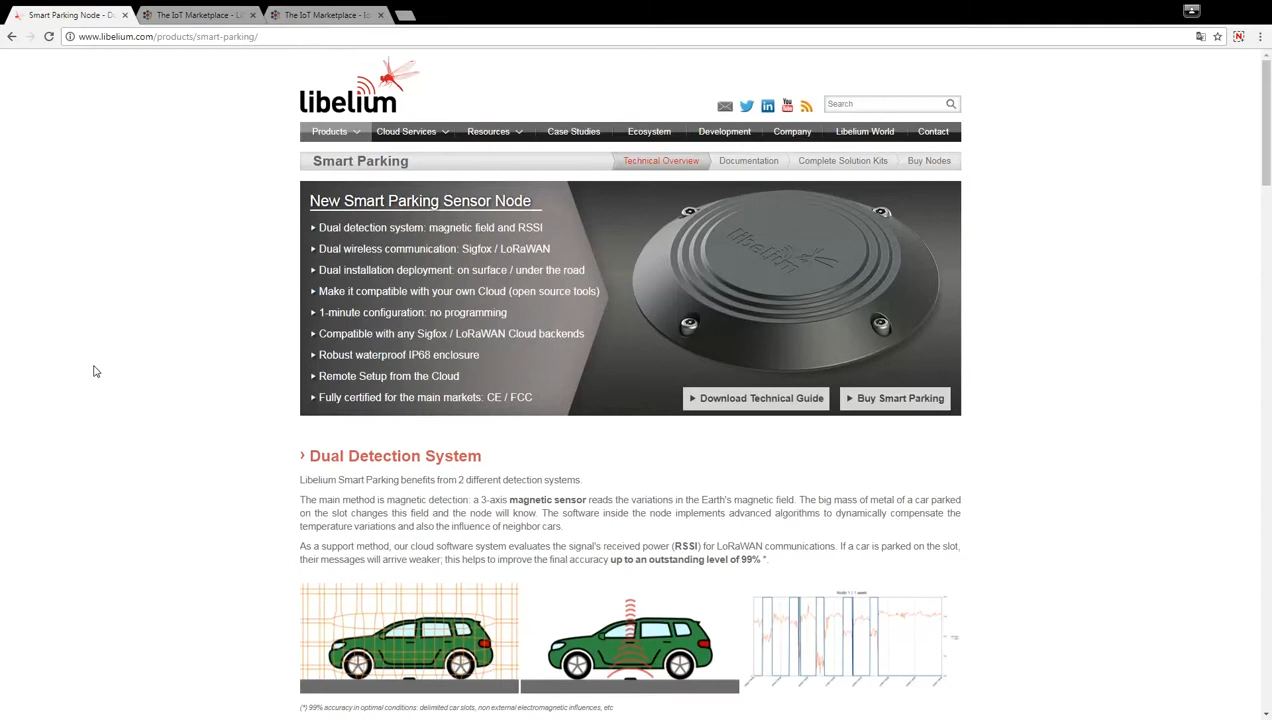 Smart Parking Node - Du
The IoT Marketplace - Li
The IoT Marketplace - Io
www.libelium.com/products/smart-parking/
libelium
Search
Products
Cloud Services
Resources
Case Studies
Ecosystem
Development
Company
Libelium World
Contact
Smart Parking
Technical Overview
Documentation
Complete Solution Kits
Buy Nodes
New Smart Parking Sensor Node
Dual detection system: magnetic field and RSSI
Dual wireless communication: Sigfox / LoRaWAN
Dual installation deployment: on surface / under the road
Make it compatible with your own Cloud (open source tools)
1-minute configuration: no programming
Compatible with any Sigfox / LoRaWAN Cloud backends
Robust waterproof IP68 enclosure
Remote Setup from the Cloud
Fully certified for the main markets: CE / FCC
libelium
Download Technical Guide
Buy Smart Parking
Dual Detection System
Libelium Smart Parking benefits from 2 different detection systems.
The main method is magnetic detection: a 3-axis magnetic sensor reads the variations in the Earth's magnetic field. The big mass of metal of a car parked
on the slot changes this field and the node will know. The software inside the node implements advanced algorithms to dynamically compensate the
temperature variations and also the influence of neighbor cars.
As a support method, our cloud software system evaluates the signal's received power (RSSI) for LoRaWAN communications. If a car is parked on the slot,
their messages will arrive weaker; this helps to improve the final accuracy up to an outstanding level of 99% *.
(*) 99% accuracy in optimal conditions: delimited car slots, non external electromagnetic influences, etc